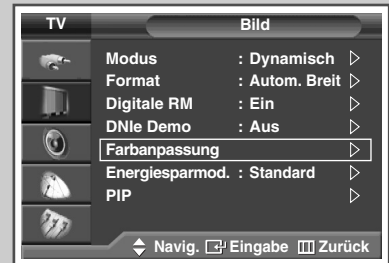 TV Bild
Modus : Dynamisch
Format : Autom. Breit
Digitale RM : Ein
DNIe Demo : Aus
Farbanpassung
Energiesparmod. : Standard
PIP
Navig. Eingabe Zurück